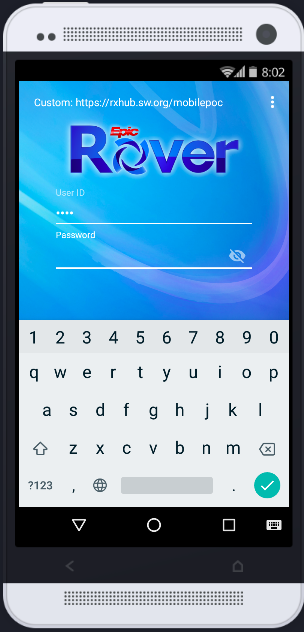 8:02
Custom: https://rxhub.sw.org/mobilepoc
Epic
Rover
User ID
••••
Password
1 2 3 4 5 6 7 8 9 0
q w e r t y u i o p
a s d f g h j k l
z x c v b n m
?123 , .